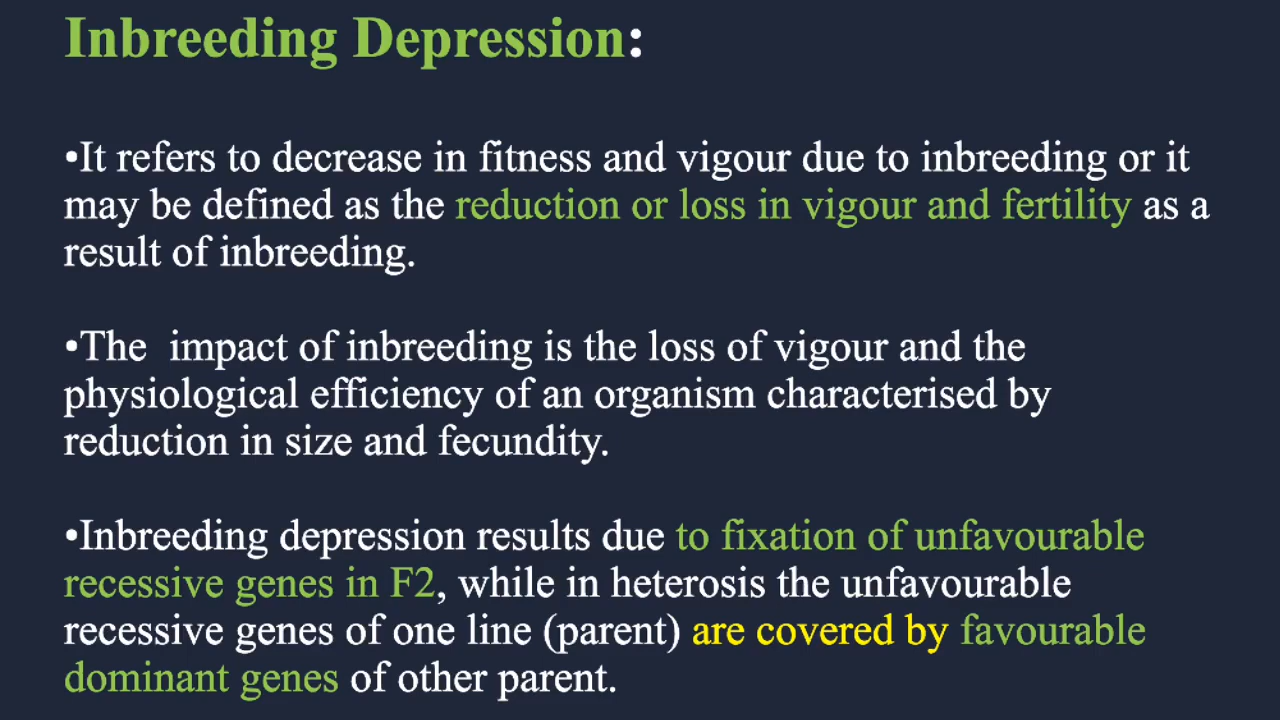 Inbreeding Depression:
•It refers to decrease in fitness and vigour due to inbreeding or it
may be defined as the reduction or loss in vigour and fertility as a
result of inbreeding.
•The  impact of inbreeding is the loss of vigour and the
physiological efficiency of an organism characterised by
reduction in size and fecundity.
•Inbreeding depression results due to fixation of unfavourable
recessive genes in F2, while in heterosis the unfavourable
recessive genes of one line (parent) are covered by favourable
dominant genes of other parent.